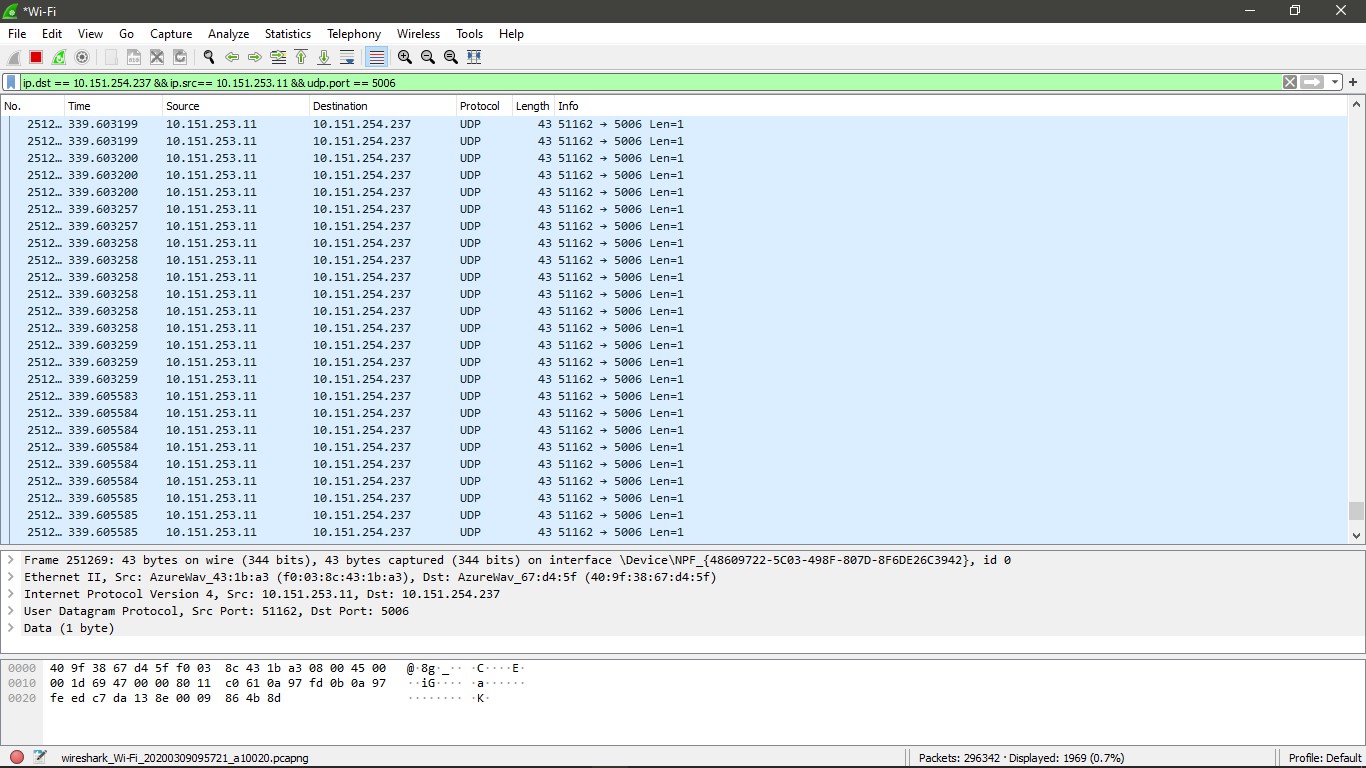 *Wi-Fi
File Edit View Go Capture Analyze Statistics Telephony Wireless Tools Help
ip.dst == 10.151.254.237 && ip.src== 10.151.253.11 && udp.port == 5006
No. Time Source Destination Protocol Length Info
2512… 339.603199 10.151.253.11 10.151.254.237 UDP 43 51162 → 5006 Len=1
2512… 339.603199 10.151.253.11 10.151.254.237 UDP 43 51162 → 5006 Len=1
2512… 339.603200 10.151.253.11 10.151.254.237 UDP 43 51162 → 5006 Len=1
2512… 339.603200 10.151.253.11 10.151.254.237 UDP 43 51162 → 5006 Len=1
2512… 339.603200 10.151.253.11 10.151.254.237 UDP 43 51162 → 5006 Len=1
2512… 339.603257 10.151.253.11 10.151.254.237 UDP 43 51162 → 5006 Len=1
2512… 339.603257 10.151.253.11 10.151.254.237 UDP 43 51162 → 5006 Len=1
2512… 339.603258 10.151.253.11 10.151.254.237 UDP 43 51162 → 5006 Len=1
2512… 339.603258 10.151.253.11 10.151.254.237 UDP 43 51162 → 5006 Len=1
2512… 339.603258 10.151.253.11 10.151.254.237 UDP 43 51162 → 5006 Len=1
2512… 339.603258 10.151.253.11 10.151.254.237 UDP 43 51162 → 5006 Len=1
2512… 339.603258 10.151.253.11 10.151.254.237 UDP 43 51162 → 5006 Len=1
2512… 339.603258 10.151.253.11 10.151.254.237 UDP 43 51162 → 5006 Len=1
2512… 339.603259 10.151.253.11 10.151.254.237 UDP 43 51162 → 5006 Len=1
2512… 339.603259 10.151.253.11 10.151.254.237 UDP 43 51162 → 5006 Len=1
2512… 339.603259 10.151.253.11 10.151.254.237 UDP 43 51162 → 5006 Len=1
2512… 339.605583 10.151.253.11 10.151.254.237 UDP 43 51162 → 5006 Len=1
2512… 339.605584 10.151.253.11 10.151.254.237 UDP 43 51162 → 5006 Len=1
2512… 339.605584 10.151.253.11 10.151.254.237 UDP 43 51162 → 5006 Len=1
2512… 339.605584 10.151.253.11 10.151.254.237 UDP 43 51162 → 5006 Len=1
2512… 339.605584 10.151.253.11 10.151.254.237 UDP 43 51162 → 5006 Len=1
2512… 339.605584 10.151.253.11 10.151.254.237 UDP 43 51162 → 5006 Len=1
2512… 339.605585 10.151.253.11 10.151.254.237 UDP 43 51162 → 5006 Len=1
2512… 339.605585 10.151.253.11 10.151.254.237 UDP 43 51162 → 5006 Len=1
2512… 339.605585 10.151.253.11 10.151.254.237 UDP 43 51162 → 5006 Len=1
Frame 251269: 43 bytes on wire (344 bits), 43 bytes captured (344 bits) on interface \Device\NPF_{48609722-5C03-498F-807D-8F6DE26C3942}, id 0
Ethernet II, Src: AzureWav_43:1b:a3 (f0:03:8c:43:1b:a3), Dst: AzureWav_67:d4:5f (40:9f:38:67:d4:5f)
Internet Protocol Version 4, Src: 10.151.253.11, Dst: 10.151.254.237
User Datagram Protocol, Src Port: 51162, Dst Port: 5006
Data (1 byte)
0000 40 9f 38 67 d4 5f f0 03 8c 43 1b a3 08 00 45 00 @·8g·_·· ·C····E·
0010 00 1d 69 47 00 00 80 11 c0 61 0a 97 fd 0b 0a 97 ··iG···· ·a······
0020 fe ed c7 da 13 8e 00 09 86 4b 8d ········ ·K·
wireshark_Wi-Fi_20200309095721_a10020.pcapng Packets: 296342 · Displayed: 1969 (0.7%) Profile: Default